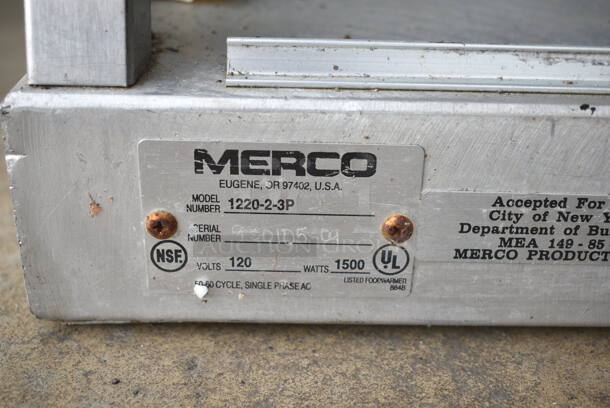 MERCO
EUGENE, OR 97402, U.S.A.
MODEL NUMBER 1220-2-3P
SERIAL NUMBER
NSF
VOLTS 120 WATTS 1500
UL
50-60 CYCLE, SINGLE PHASE AC
LISTED FOODWARMER
864B
Accepted For
City of New Y
Department of Bu
MEA 149-85
MERCO PRODUCT